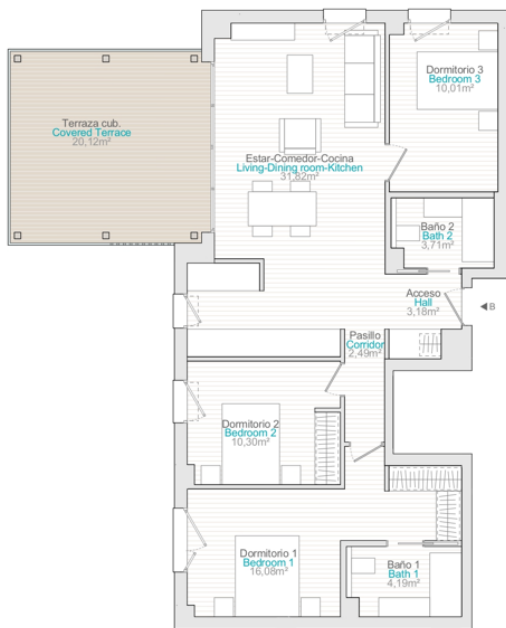 Dormitorio 3
Bedroom 3
10,01m²
Terraza cub.
Covered Terrace
20,12m²
Estar-Comedor-Cocina
Living-Dining room-Kitchen
31,82m²
Baño 2
Bath 2
3,71m²
Acceso
Hall
3,18m²
B
Pasillo
Corridor
2,49m²
Dormitorio 2
Bedroom 2
10,30m²
Dormitorio 1
Bedroom 1
16,08m²
Baño 1
Bath 1
4,19m²